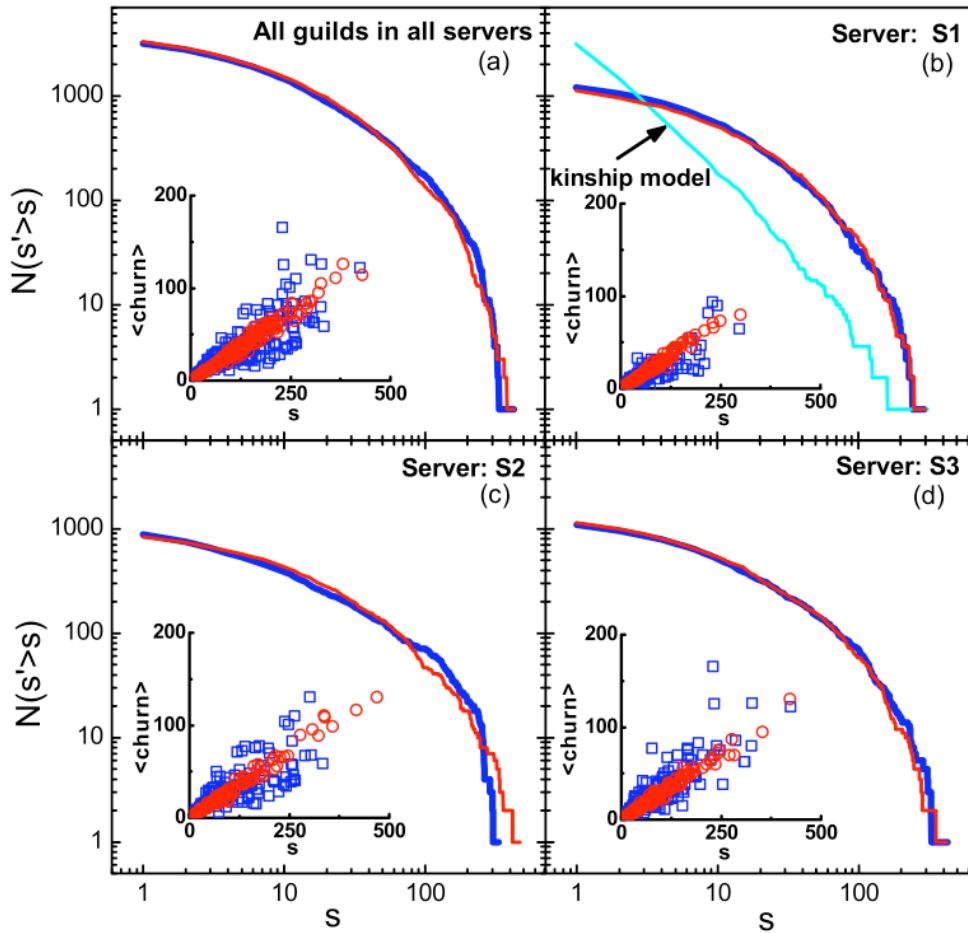 All guilds in all servers
(a)
1000
100
10
1
N(s'>s)
200
100
0
<churn>
0
250
500
s
Server: S1
(b)
kinship model
200
100
0
<churn>
0
250
500
s
Server: S2
(c)
1000
100
10
1
N(s'>s)
200
100
0
<churn>
0
250
500
s
1
10
100
s
Server: S3
(d)
200
100
0
<churn>
0
250
500
s
1
10
100
s